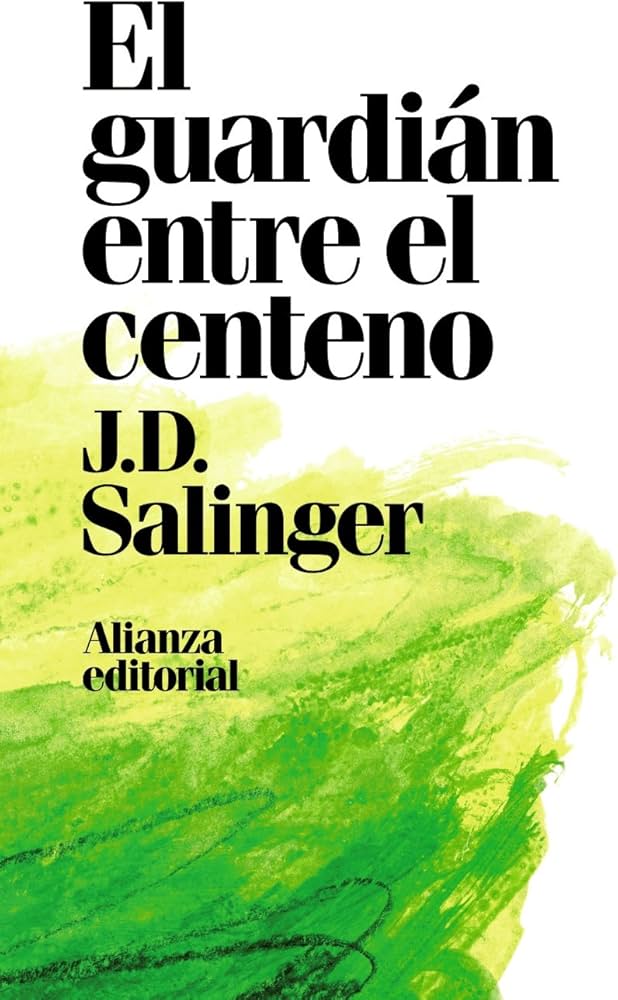 El
guardián
entre el
centeno
J.D.
Salinger
Alianza
editorial